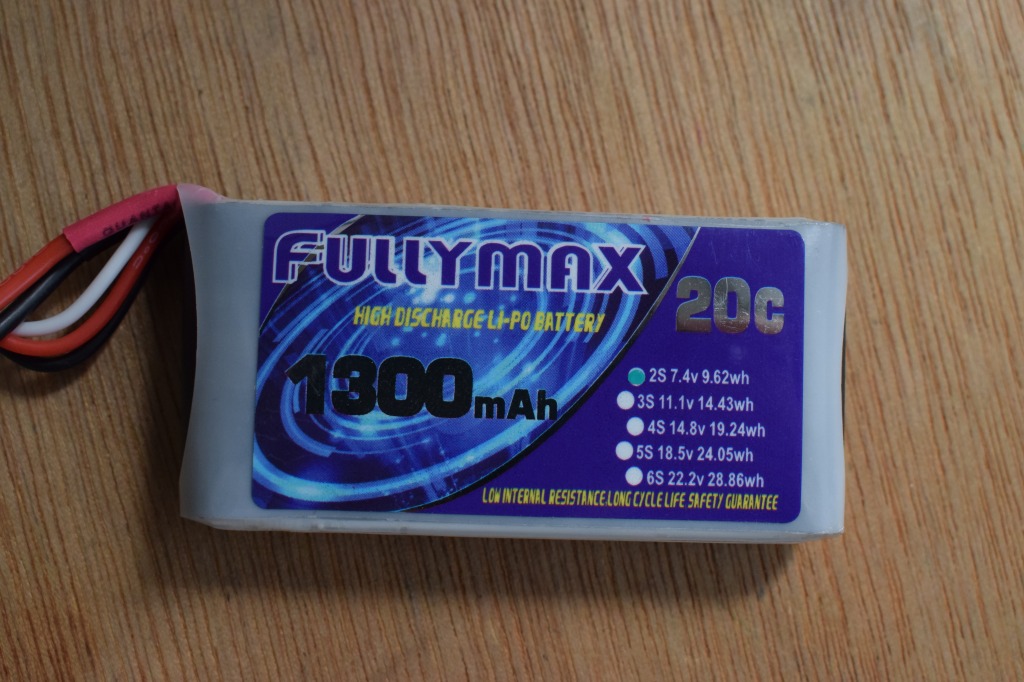 FULLYMAX
20C
HIGH DISCHARGE LI-PO BATTERY
1300mAh
2S 7.4v 9.62wh
3S 11.1v 14.43wh
4S 14.8v 19.24wh
5S 18.5v 24.05wh
6S 22.2v 28.86wh
LOW INTERNAL RESISTANCE.LONG CYCLE LIFE SAFETY GUARANTEE